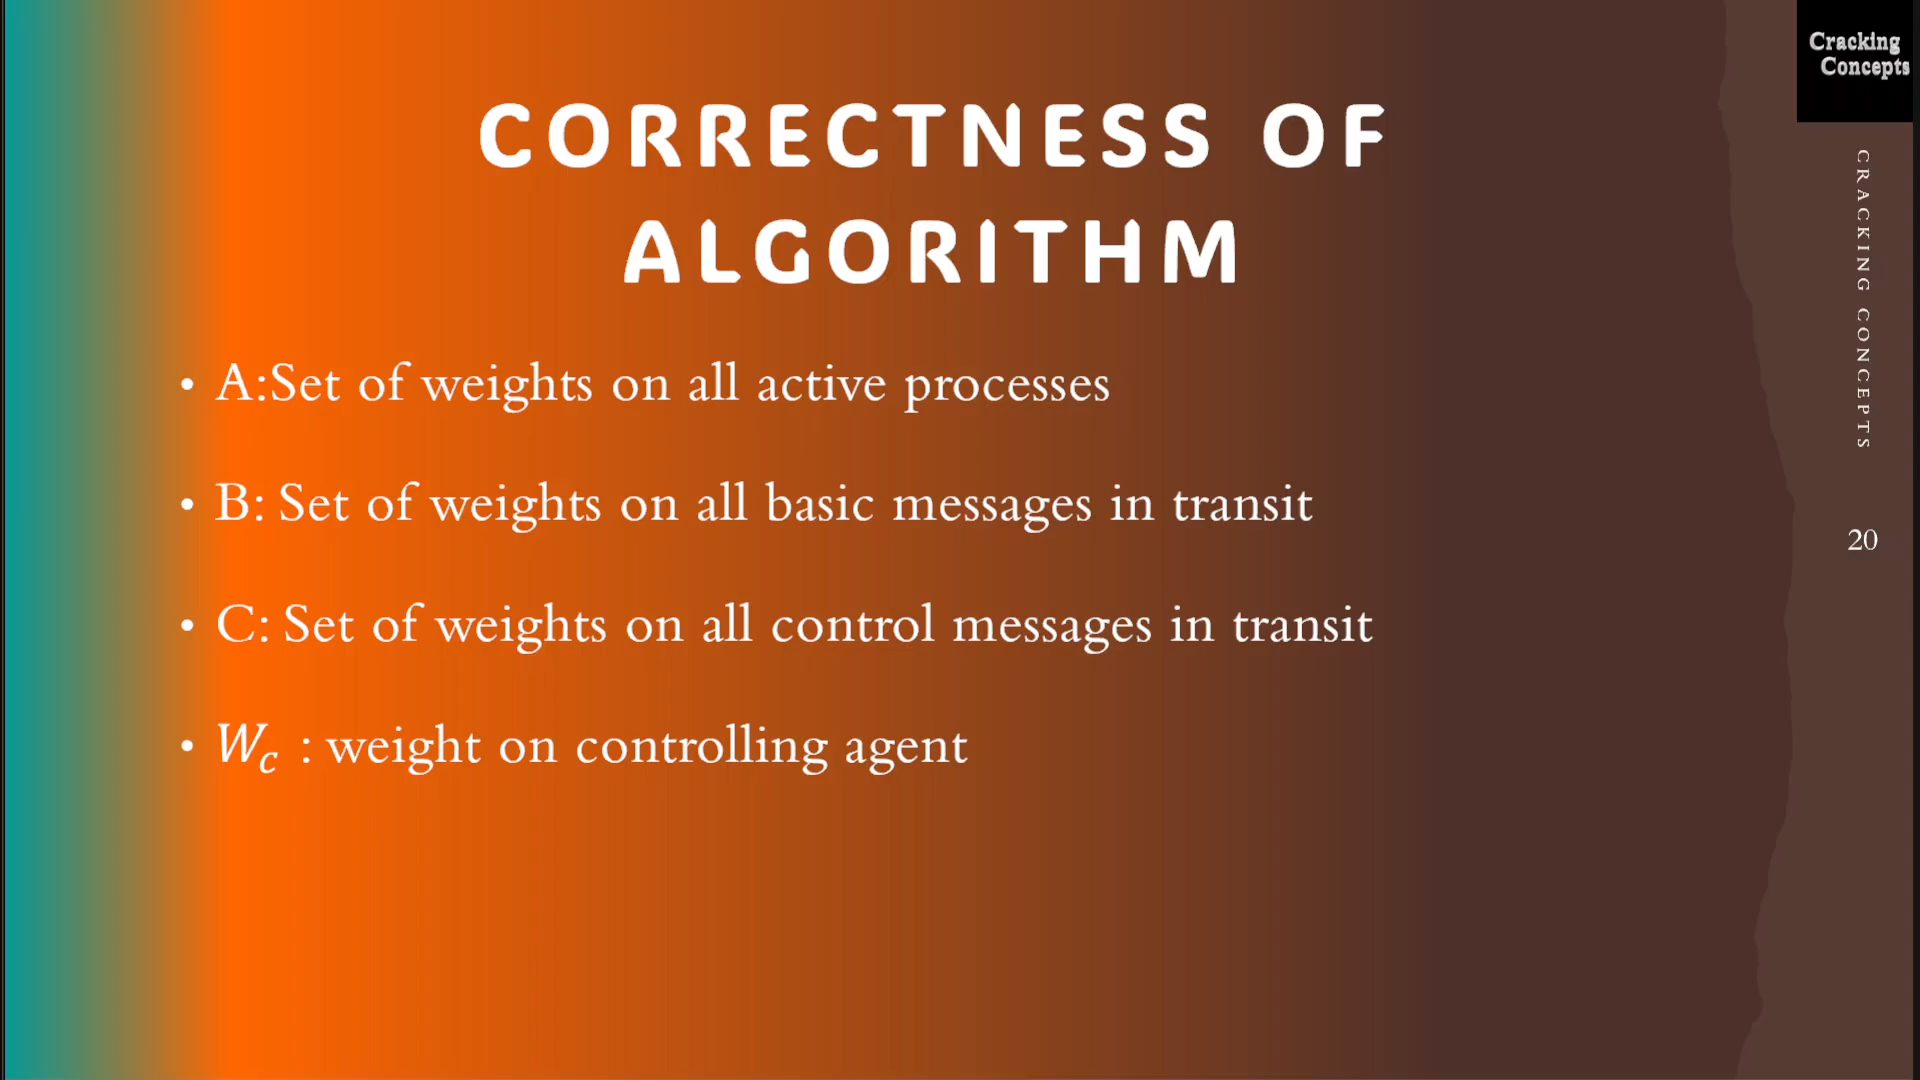 CORRECTNESS OF
ALGORITHM
• A:Set of weights on all active processes
• B: Set of weights on all basic messages in transit
• C: Set of weights on all control messages in transit
• W_c : weight on controlling agent
Cracking
Concepts
CRACKING CONCEPTS
20